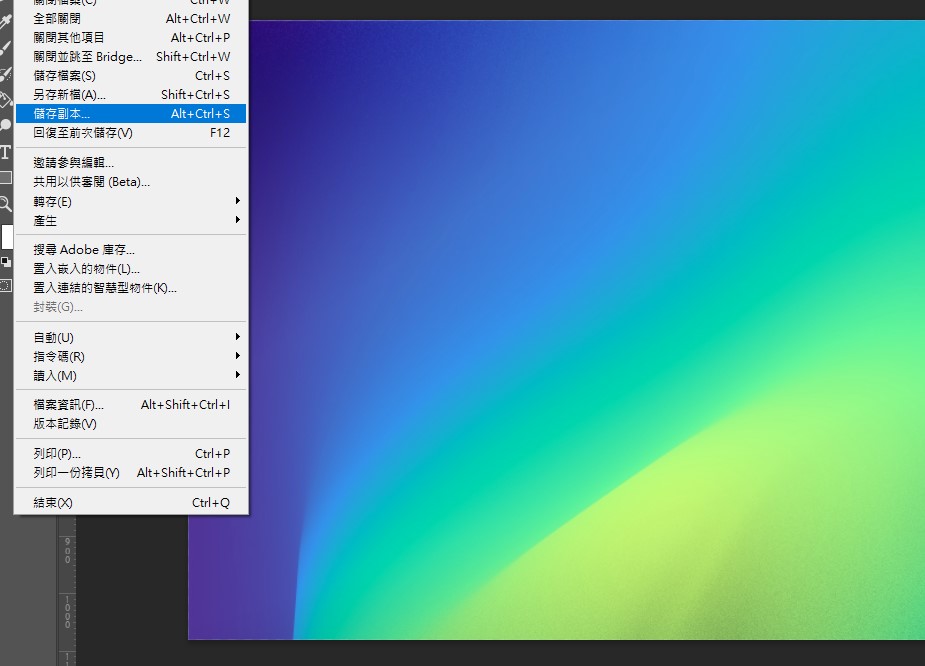 關閉檔案(C) Ctrl+W
全部關閉 Alt+Ctrl+W
關閉其他項目 Alt+Ctrl+P
關閉並跳至 Bridge... Shift+Ctrl+W
儲存檔案(S) Ctrl+S
另存新檔(A)... Shift+Ctrl+S
儲存副本... Alt+Ctrl+S
回復至前次儲存(V) F12
邀請參與編輯...
共用以供審閱 (Beta)...
轉存(E)
產生
搜尋 Adobe 庫存...
置入嵌入的物件(L)...
置入連結的智慧型物件(K)...
封裝(G)...
自動(U)
指令碼(R)
讀入(M)
檔案資訊(F)... Alt+Shift+Ctrl+I
版本記錄(V)
列印(P)... Ctrl+P
列印一份拷貝(Y) Alt+Shift+Ctrl+P
結束(X) Ctrl+Q
900
1000